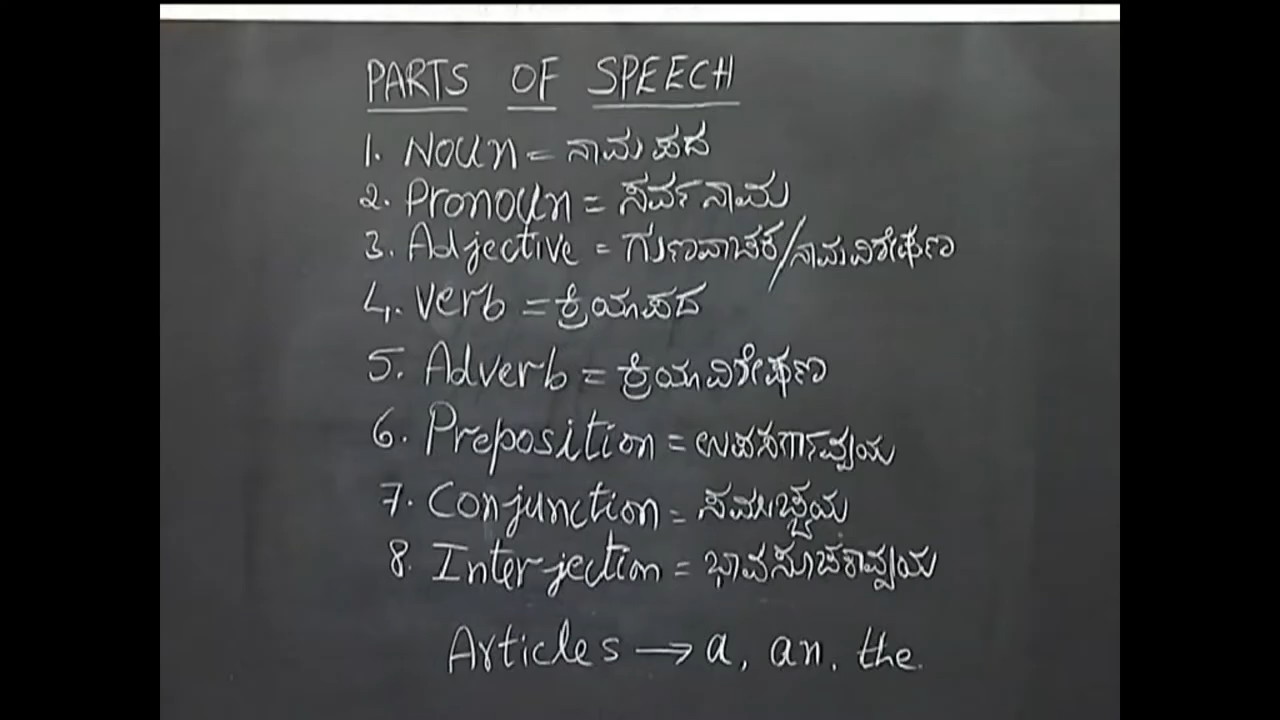 PARTS OF SPEECH
1. Noun = ನಾಮಪದ
2. Pronoun = ಸರ್ವನಾಮ
3. Adjective = ಗುಣವಾಚಕ/ನಾಮವಿಶೇಷಣ
4. Verb = ಕ್ರಿಯಾಪದ
5. Adverb = ಕ್ರಿಯಾವಿಶೇಷಣ
6. Preposition = ಉಪಸರ್ಗಾವ್ಯಯ
7. Conjunction = ಸಮುಚ್ಚಯ
8. Interjection = ಭಾವಸೂಚಕಾವ್ಯಯ
Articles → a, an, the.